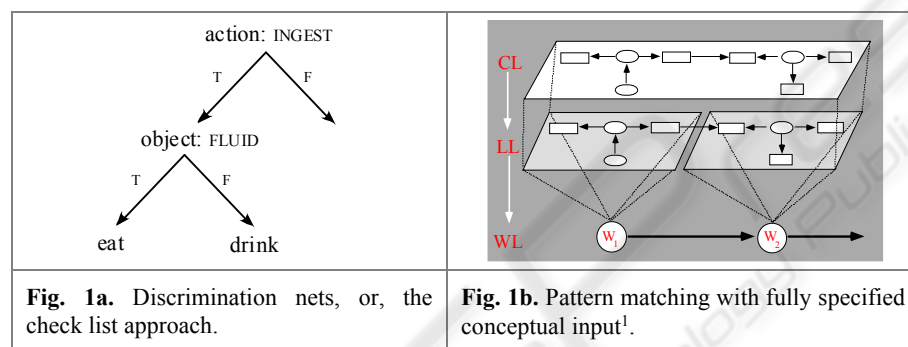 action: INGEST
T F
object: FLUID
T F
eat drink
CL
LL
WL
W1 W2
Fig. 1a. Discrimination nets, or, the
check list approach.
Fig. 1b. Pattern matching with fully specified
conceptual input1.